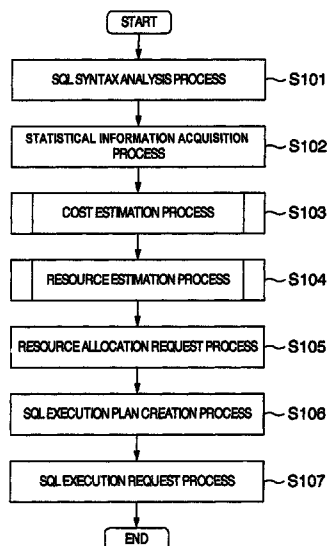 START
SQL SYNTAX ANALYSIS PROCESS
S101
STATISTICAL INFORMATION ACQUISITION
PROCESS
S102
COST ESTIMATION PROCESS
S103
RESOURCE ESTIMATION PROCESS
S104
RESOURCE ALLOCATION REQUEST PROCESS
S105
SQL EXECUTION PLAN CREATION PROCESS
S106
SQL EXECUTION REQUEST PROCESS
S107
END